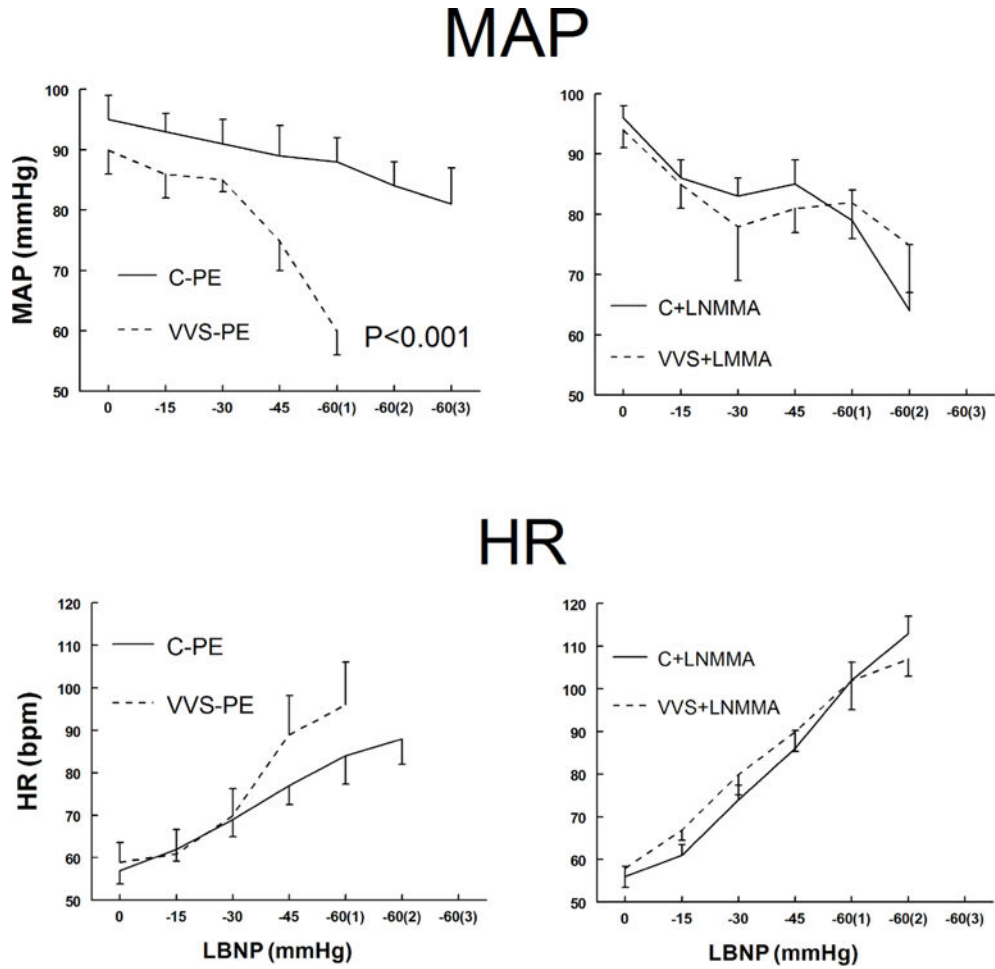 MAP
100
90
80
70
60
50
MAP (mmHg)
C-PE
VVS-PE
P<0.001
0 -15 -30 -45 -60(1) -60(2) -60(3)
100
90
80
70
60
50
C+LNMMA
VVS+LMMA
0 -15 -30 -45 -60(1) -60(2) -60(3)
HR
120
110
100
90
80
70
60
50
HR (bpm)
C-PE
VVS-PE
0 -15 -30 -45 -60(1) -60(2) -60(3)
LBNP (mmHg)
120
110
100
90
80
70
60
50
C+LNMMA
VVS+LNMMA
0 -15 -30 -45 -60(1) -60(2) -60(3)
LBNP (mmHg)